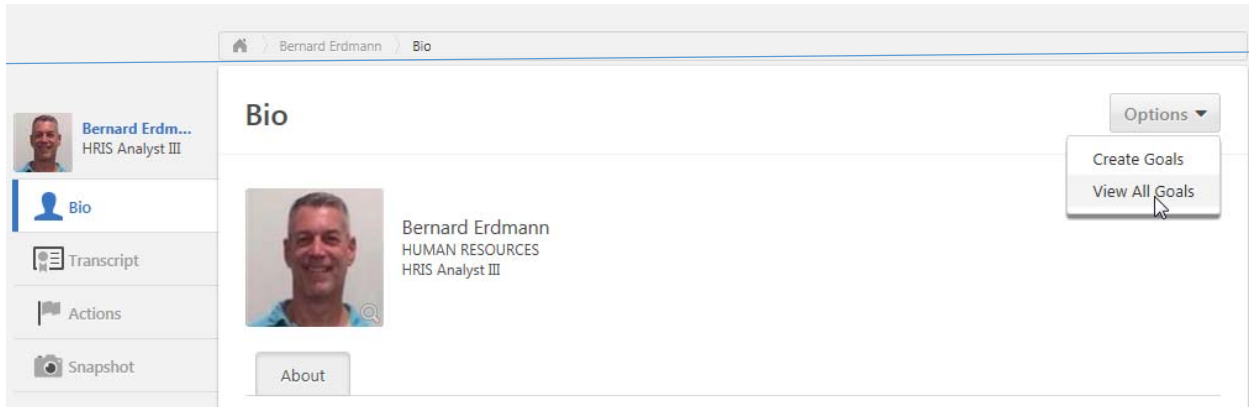 Bernard Erdmann Bio
Bernard Erdm...
HRIS Analyst III
Bio
Transcript
Actions
Snapshot
Bio
Options
Create Goals
View All Goals
Bernard Erdmann
HUMAN RESOURCES
HRIS Analyst III
About